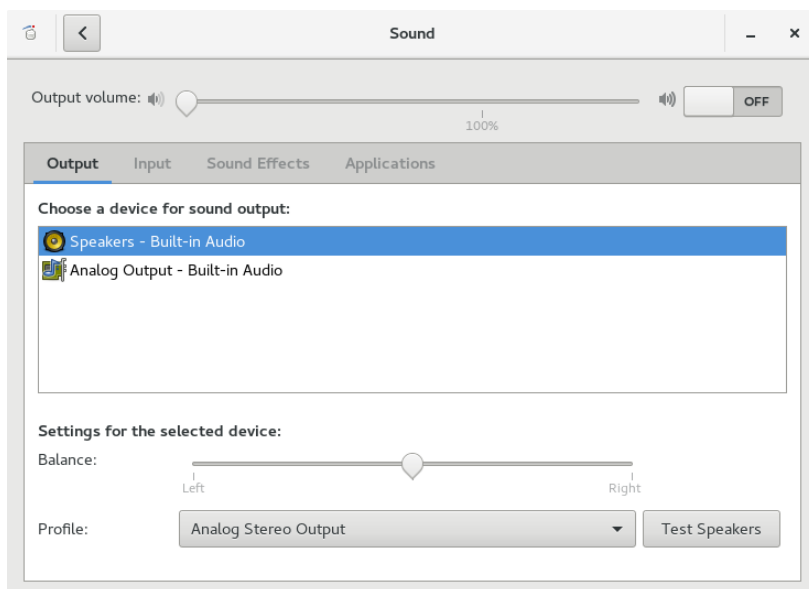 Sound
Output volume:
OFF
100%
Output Input Sound Effects Applications
Choose a device for sound output:
Speakers - Built-in Audio
Analog Output - Built-in Audio
Settings for the selected device:
Balance:
Left Right
Profile: Analog Stereo Output Test Speakers